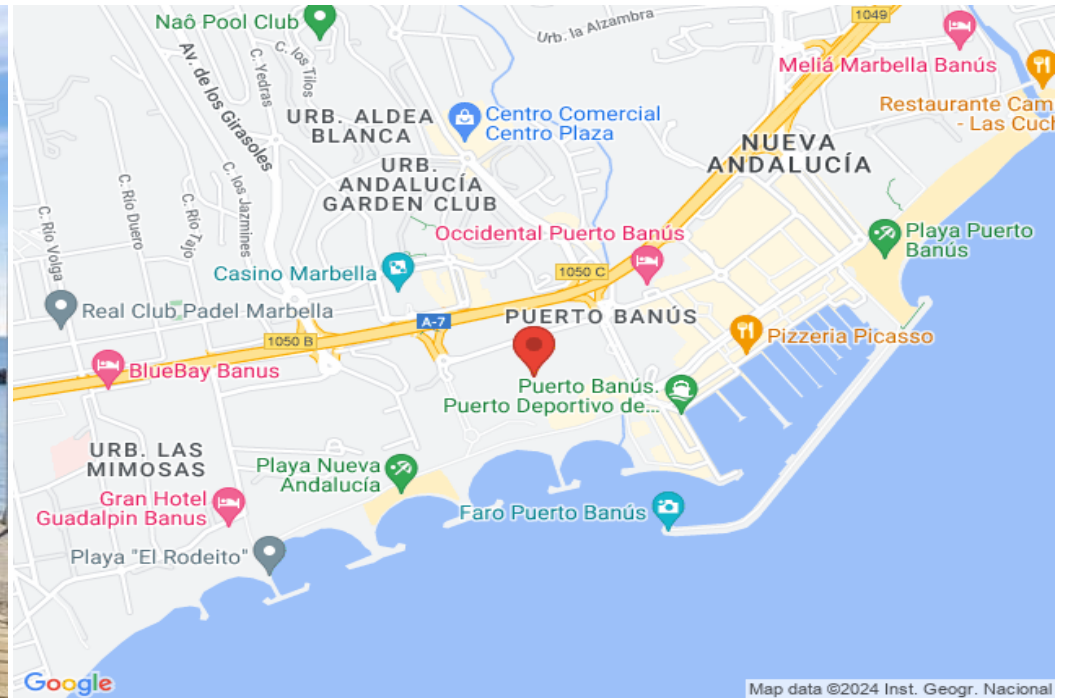 Naô Pool Club
Av. de los Girasoles
C. Yedras
C. los Tilos
Urb. la Alzambra
1049
Meliá Marbella Banús
Restaurante Cam
- Las Cuch
URB. ALDEA
BLANCA
Centro Comercial
Centro Plaza
NUEVA
ANDALUCÍA
URB.
ANDALUCÍA
GARDEN CLUB
C. Río Volga
C. Río Duero
C. Río Tajo
C. los Jazmines
Occidental Puerto Banús
Playa Puerto
Banús
Casino Marbella
1050 C
Real Club Padel Marbella
A-7
PUERTO BANÚS
1050 B
Pizzeria Picasso
BlueBay Banus
Puerto Banús.
Puerto Deportivo de...
URB. LAS
MIMOSAS
Playa Nueva
Andalucía
Gran Hotel
Guadalpin Banus
Faro Puerto Banús
Playa "El Rodeito"
Google
Map data ©2024 Inst. Geogr. Nacional